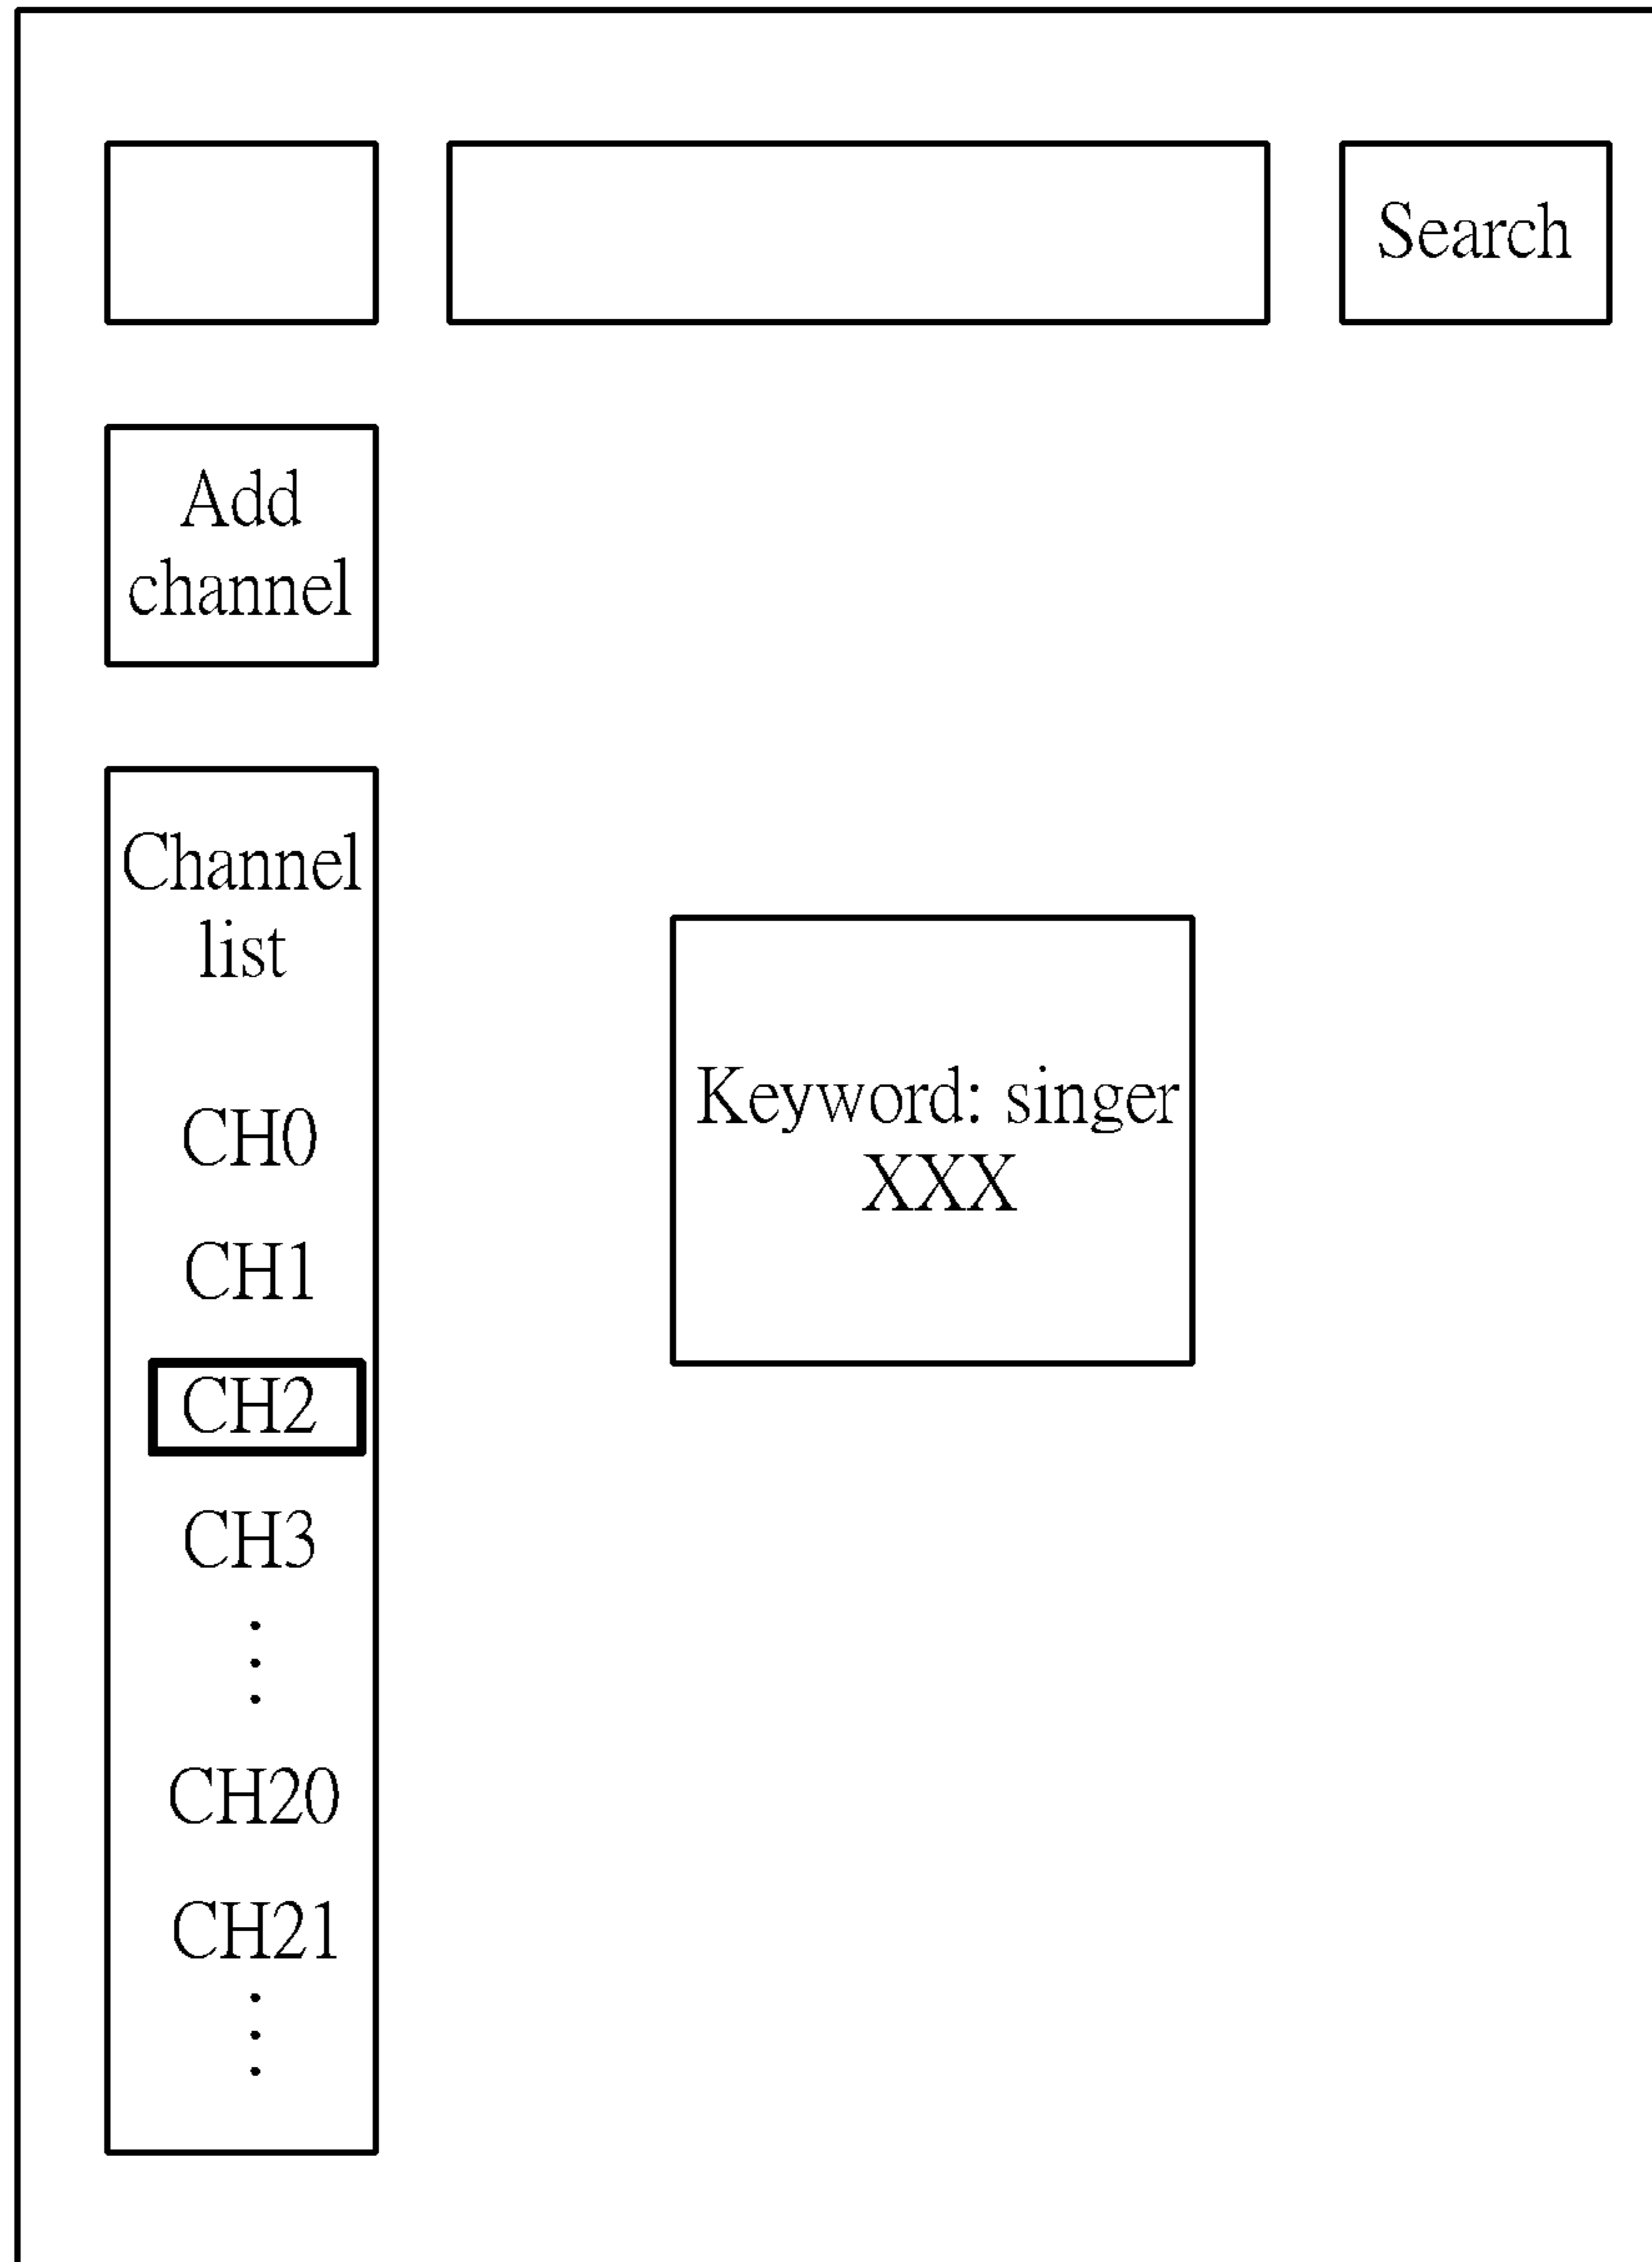 Search
Add
channel
Channel
list
CH0
CH1
CH2
CH3
CH20
CH21
Keyword: singer
XXX